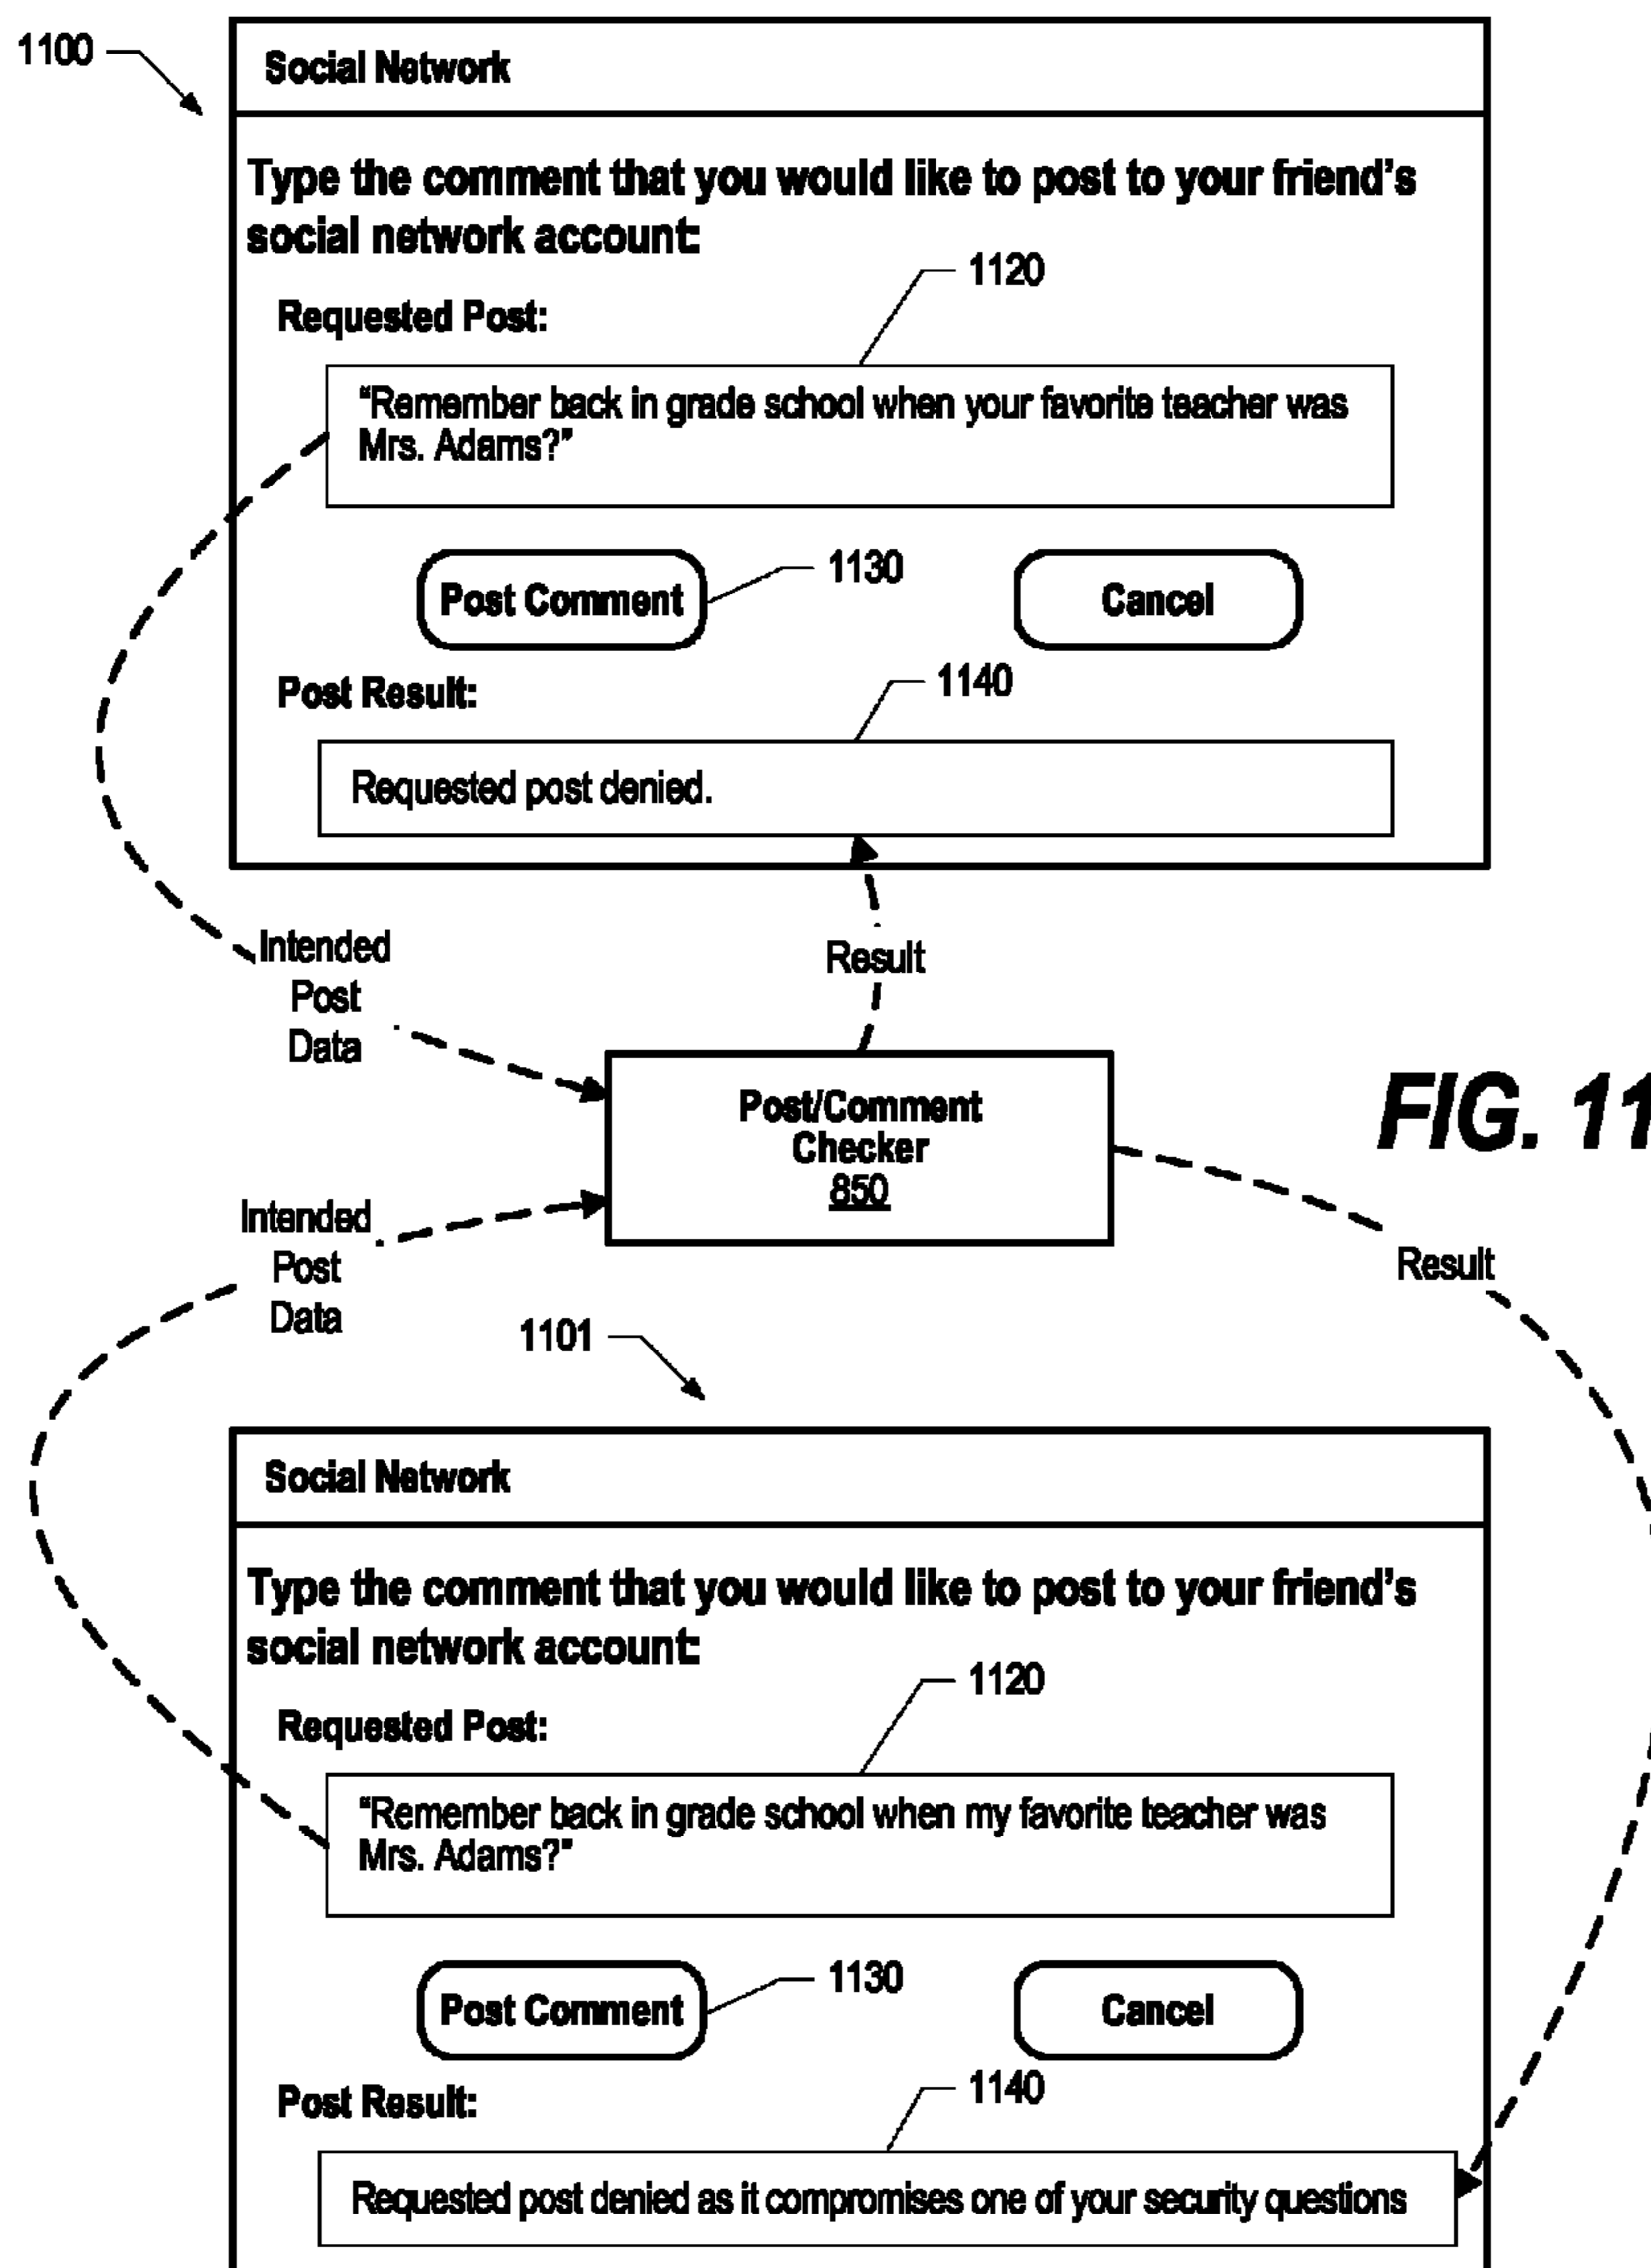 1100
Social Network
Type the comment that you would like to post to your friend's
social network account:
1120
Requested Post:
"Remember back in grade school when your favorite teacher was
Mrs. Adams?"
1130
Post Comment
Cancel
1140
Post Result:
Requested post denied.
Intended
Post
Data
Result
Post/Comment
Checker
850
FIG. 11
Intended
Post
Data
Result
1101
Social Network
Type the comment that you would like to post to your friend's
social network account:
1120
Requested Post:
"Remember back in grade school when my favorite teacher was
Mrs. Adams?"
1130
Post Comment
Cancel
1140
Post Result:
Requested post denied as it compromises one of your security questions